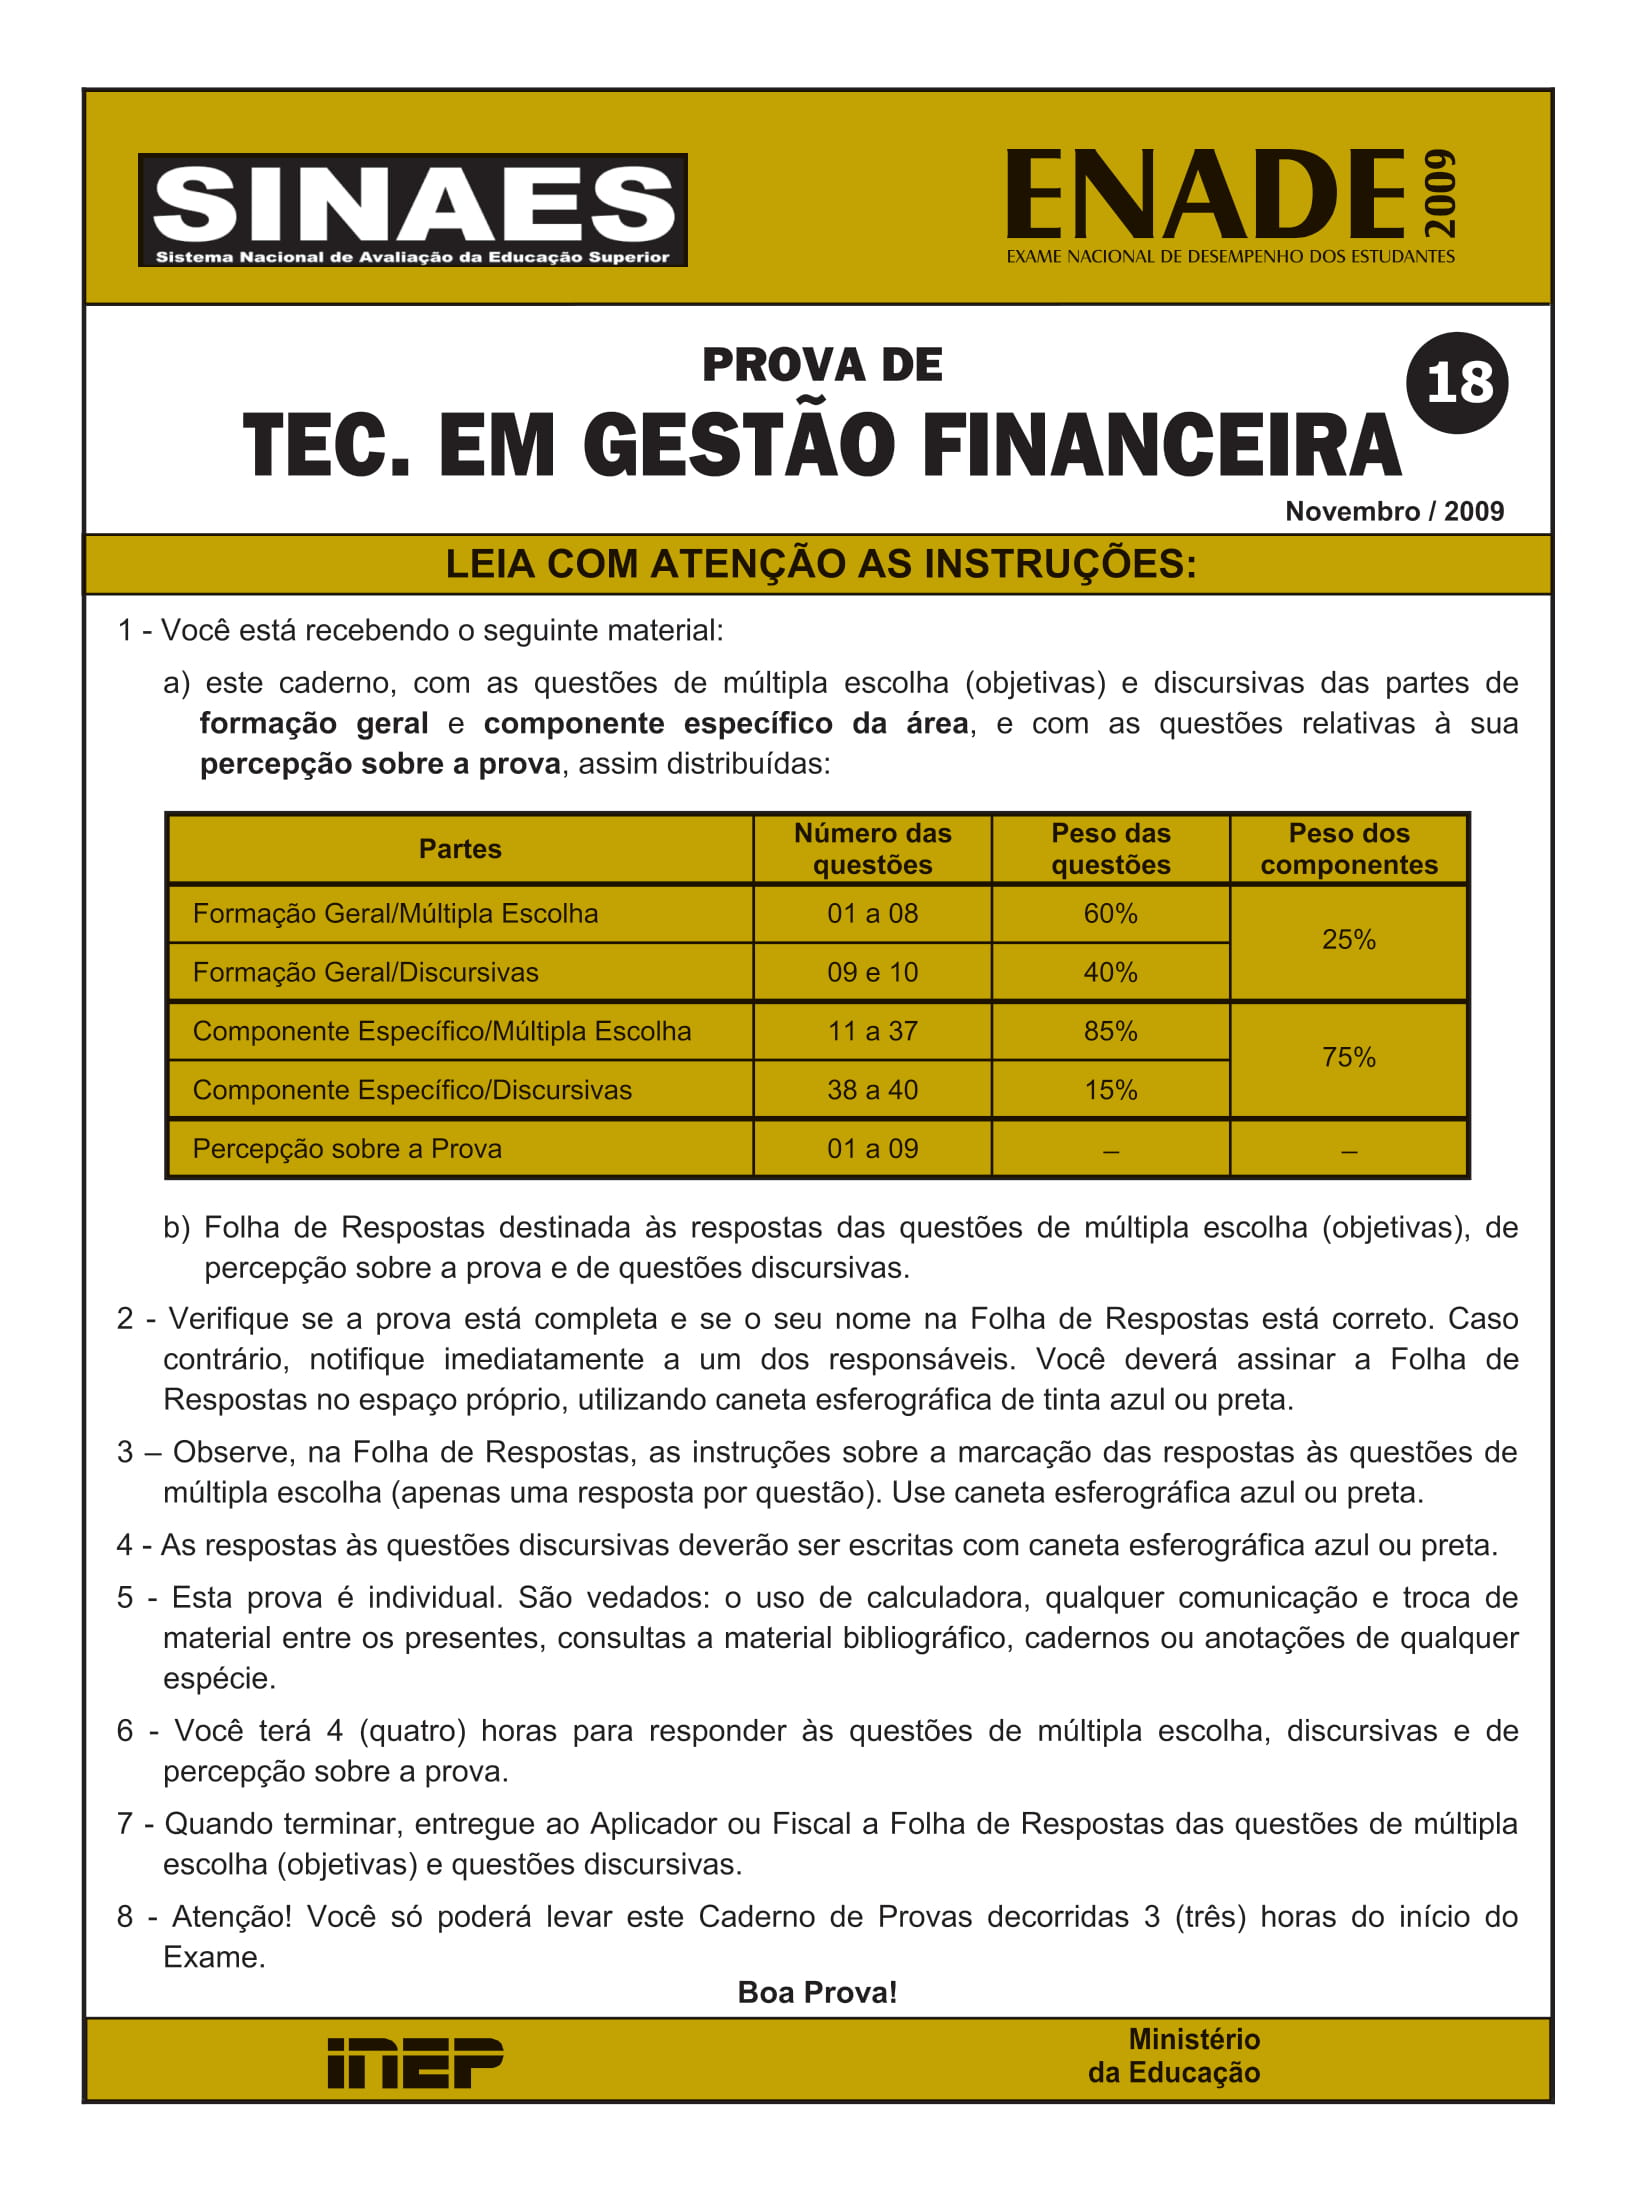 SINAES
Sistema Nacional de Avaliação da Educação Superior
ENADE 2009
EXAME NACIONAL DE DESEMPENHO DOS ESTUDANTES
PROVA DE
TEC. EM GESTÃO FINANCEIRA
18
Novembro / 2009
LEIA COM ATENÇÃO AS INSTRUÇÕES:
1 - Você está recebendo o seguinte material:
a) este caderno, com as questões de múltipla escolha (objetivas) e discursivas das partes de
formação geral e componente específico da área, e com as questões relativas à sua
percepção sobre a prova, assim distribuídas:
Partes
Número das questões
Peso das questões
Peso dos componentes
Formação Geral/Múltipla Escolha 01 a 08 60%
25%
Formação Geral/Discursivas 09 e 10 40%
Componente Específico/Múltipla Escolha 11 a 37 85%
75%
Componente Específico/Discursivas 38 a 40 15%
Percepção sobre a Prova 01 a 09 – –
b) Folha de Respostas destinada às respostas das questões de múltipla escolha (objetivas), de
percepção sobre a prova e de questões discursivas.
2 - Verifique se a prova está completa e se o seu nome na Folha de Respostas está correto. Caso
contrário, notifique imediatamente a um dos responsáveis. Você deverá assinar a Folha de
Respostas no espaço próprio, utilizando caneta esferográfica de tinta azul ou preta.
3 – Observe, na Folha de Respostas, as instruções sobre a marcação das respostas às questões de
múltipla escolha (apenas uma resposta por questão). Use caneta esferográfica azul ou preta.
4 - As respostas às questões discursivas deverão ser escritas com caneta esferográfica azul ou preta.
5 - Esta prova é individual. São vedados: o uso de calculadora, qualquer comunicação e troca de
material entre os presentes, consultas a material bibliográfico, cadernos ou anotações de qualquer
espécie.
6 - Você terá 4 (quatro) horas para responder às questões de múltipla escolha, discursivas e de
percepção sobre a prova.
7 - Quando terminar, entregue ao Aplicador ou Fiscal a Folha de Respostas das questões de múltipla
escolha (objetivas) e questões discursivas.
8 - Atenção! Você só poderá levar este Caderno de Provas decorridas 3 (três) horas do início do
Exame.
Boa Prova!
INEP
Ministério
da Educação